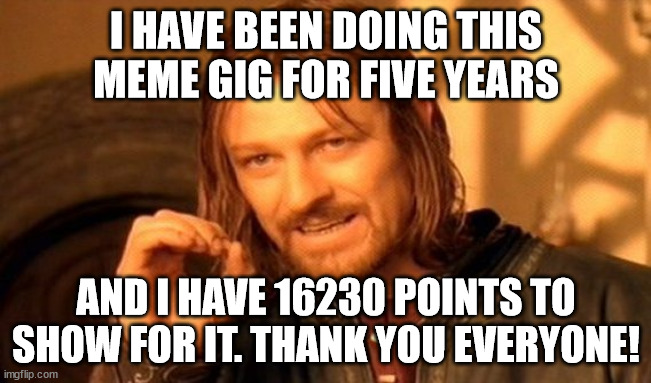 I HAVE BEEN DOING THIS
MEME GIG FOR FIVE YEARS
AND I HAVE 16230 POINTS TO
SHOW FOR IT. THANK YOU EVERYONE!
imgflip.com